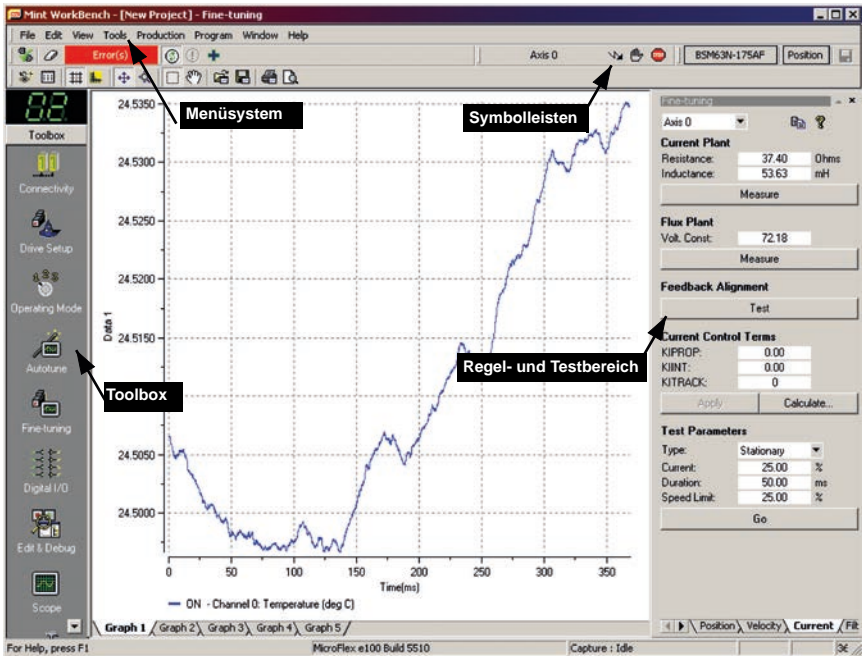 Mint WorkBench - [New Project] - Fine-tuning
File Edit View Tools Production Program Window Help
Error(s)
Axis 0
BSM63N-175AF
Position
Menüsystem
Symbolleisten
Toolbox
Connectivity
Drive Setup
Operating Mode
Autotune
Fine-tuning
Digital I/O
Edit & Debug
Scope
Toolbox
Data 1
24.5350
24.5300
24.5250
24.5200
24.5150
24.5050
24.5000
0 50 100 150 200 250 300 350
Time(ms)
ON - Channel 0: Temperature (deg C)
Graph 1 Graph 2 Graph 3 Graph 4 Graph 5
Regel- und Testbereich
Fine-tuning
Axis 0
Current Plant
Resistance: 37.40 Ohms
Inductance: 53.63 mH
Measure
Flux Plant
Volt. Const: 72.18
Measure
Feedback Alignment
Test
Current Control Terms
KIPROP: 0.00
KIINT: 0.00
KITRACK: 0
Apply Calculate...
Test Parameters
Type: Stationary
Current: 25.00 %
Duration: 50.00 ms
Speed Limit: 25.00 %
Go
Position Velocity Current Filt
For Help, press F1
MicroFlex e100 Build 5510
Capture : Idle